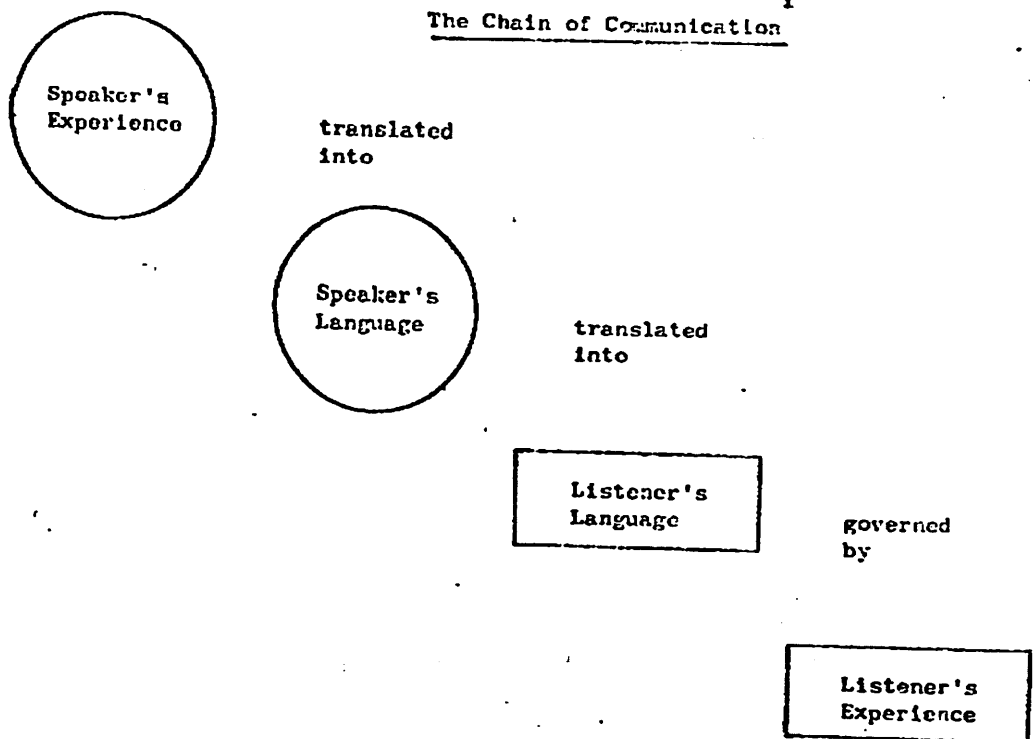 The Chain of Communication
Speaker's
Experience
translated
into
Speaker's
Language
translated
into
Listener's
Language
governed
by
Listener's
Experience